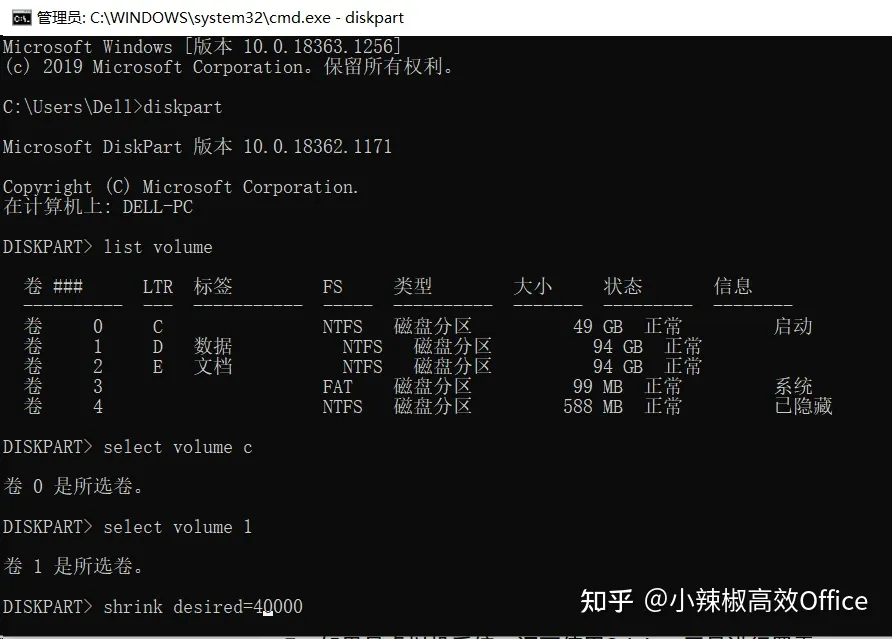 管理员: C:\WINDOWS\system32\cmd.exe - diskpart
Microsoft Windows [版本 10.0.18363.1256]
(c) 2019 Microsoft Corporation。保留所有权利。
C:\Users\Dell>diskpart
Microsoft DiskPart 版本 10.0.18362.1171
Copyright (C) Microsoft Corporation.
在计算机上: DELL-PC
DISKPART> list volume
卷 ### LTR 标签 FS 类型 大小 状态 信息
---------- --- ----------- ----- ---------- ------- --------- --------
卷 0 C NTFS 磁盘分区 49 GB 正常 启动
卷 1 D 数据 NTFS 磁盘分区 94 GB 正常
卷 2 E 文档 NTFS 磁盘分区 94 GB 正常
卷 3 FAT 磁盘分区 99 MB 正常 系统
卷 4 NTFS 磁盘分区 588 MB 正常 已隐藏
DISKPART> select volume c
卷 0 是所选卷。
DISKPART> select volume 1
卷 1 是所选卷。
DISKPART> shrink desired=40000
知乎 @小辣椒高效Office